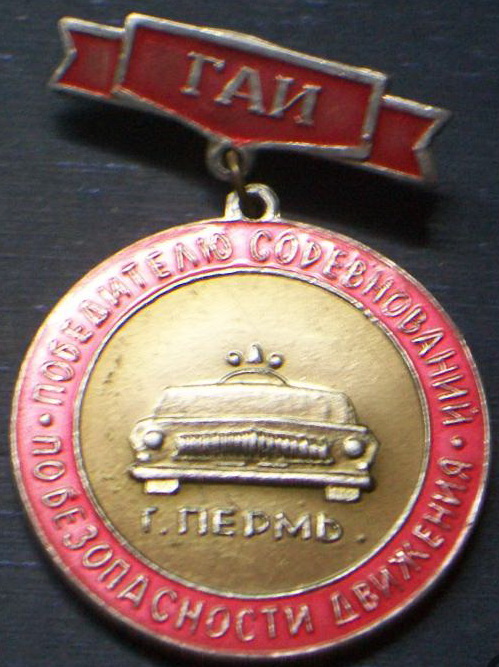 ГАИ
ПОБЕДИТЕЛЮ СОРЕВНОВАНИЙ
• ПО БЕЗОПАСНОСТИ ДВИЖЕНИЯ •
Г. ПЕРМЬ.